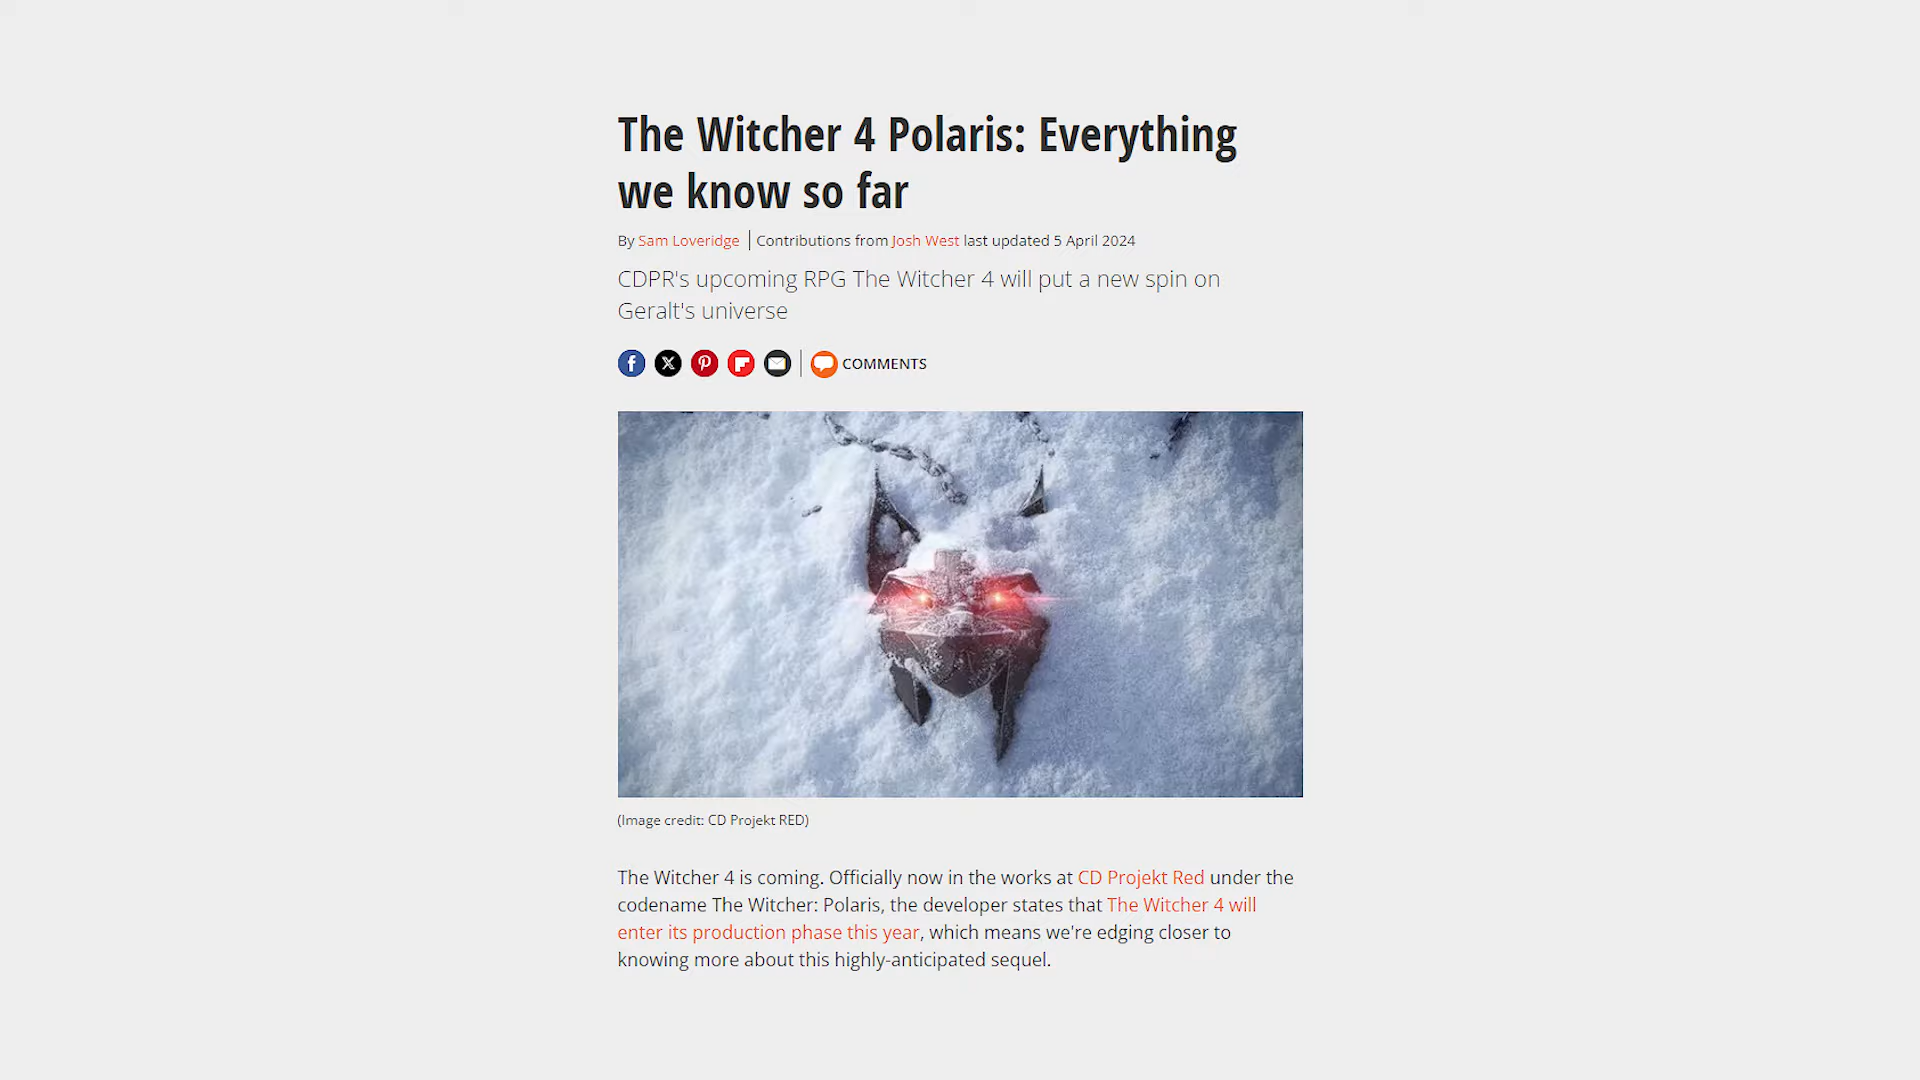 The Witcher 4 Polaris: Everything
we know so far
By Sam Loveridge | Contributions from Josh West last updated 5 April 2024
CDPR's upcoming RPG The Witcher 4 will put a new spin on
Geralt's universe
COMMENTS
(Image credit: CD Projekt RED)
The Witcher 4 is coming. Officially now in the works at CD Projekt Red under the
codename The Witcher: Polaris, the developer states that The Witcher 4 will
enter its production phase this year, which means we're edging closer to
knowing more about this highly-anticipated sequel.